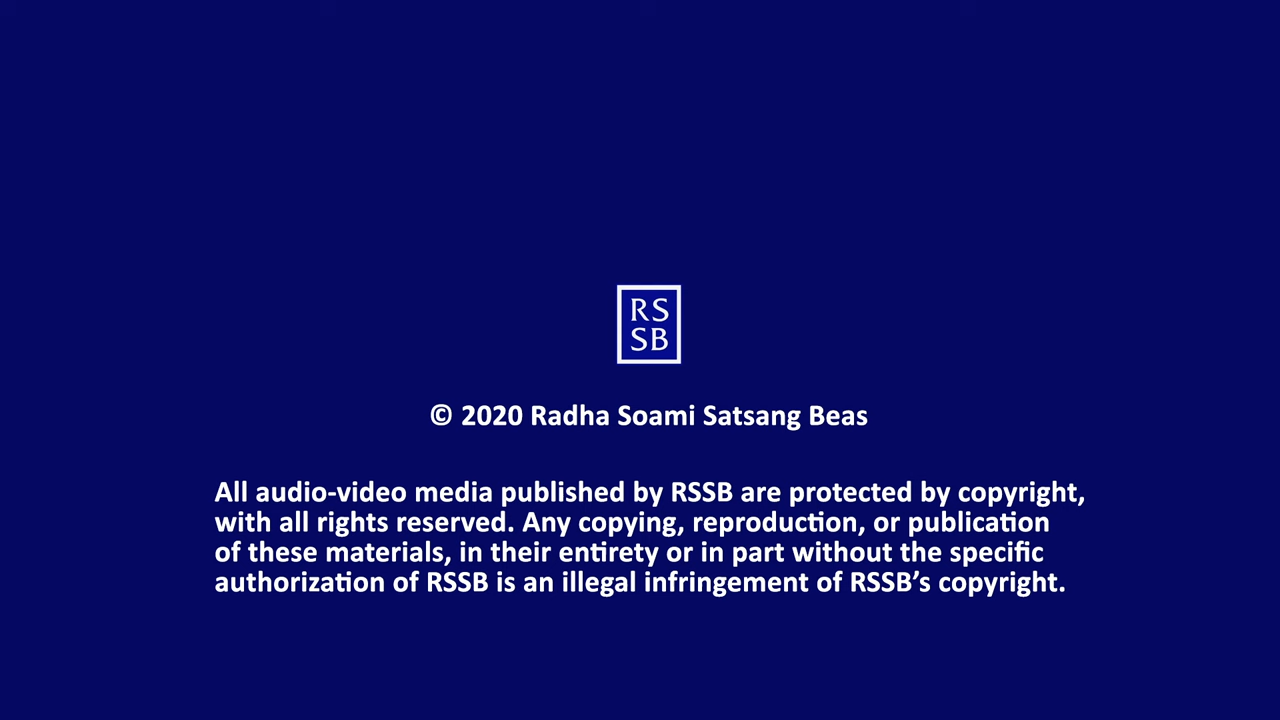 RS
SB
© 2020 Radha Soami Satsang Beas
All audio-video media published by RSSB are protected by copyright,
with all rights reserved. Any copying, reproduction, or publication
of these materials, in their entirety or in part without the specific
authorization of RSSB is an illegal infringement of RSSB’s copyright.